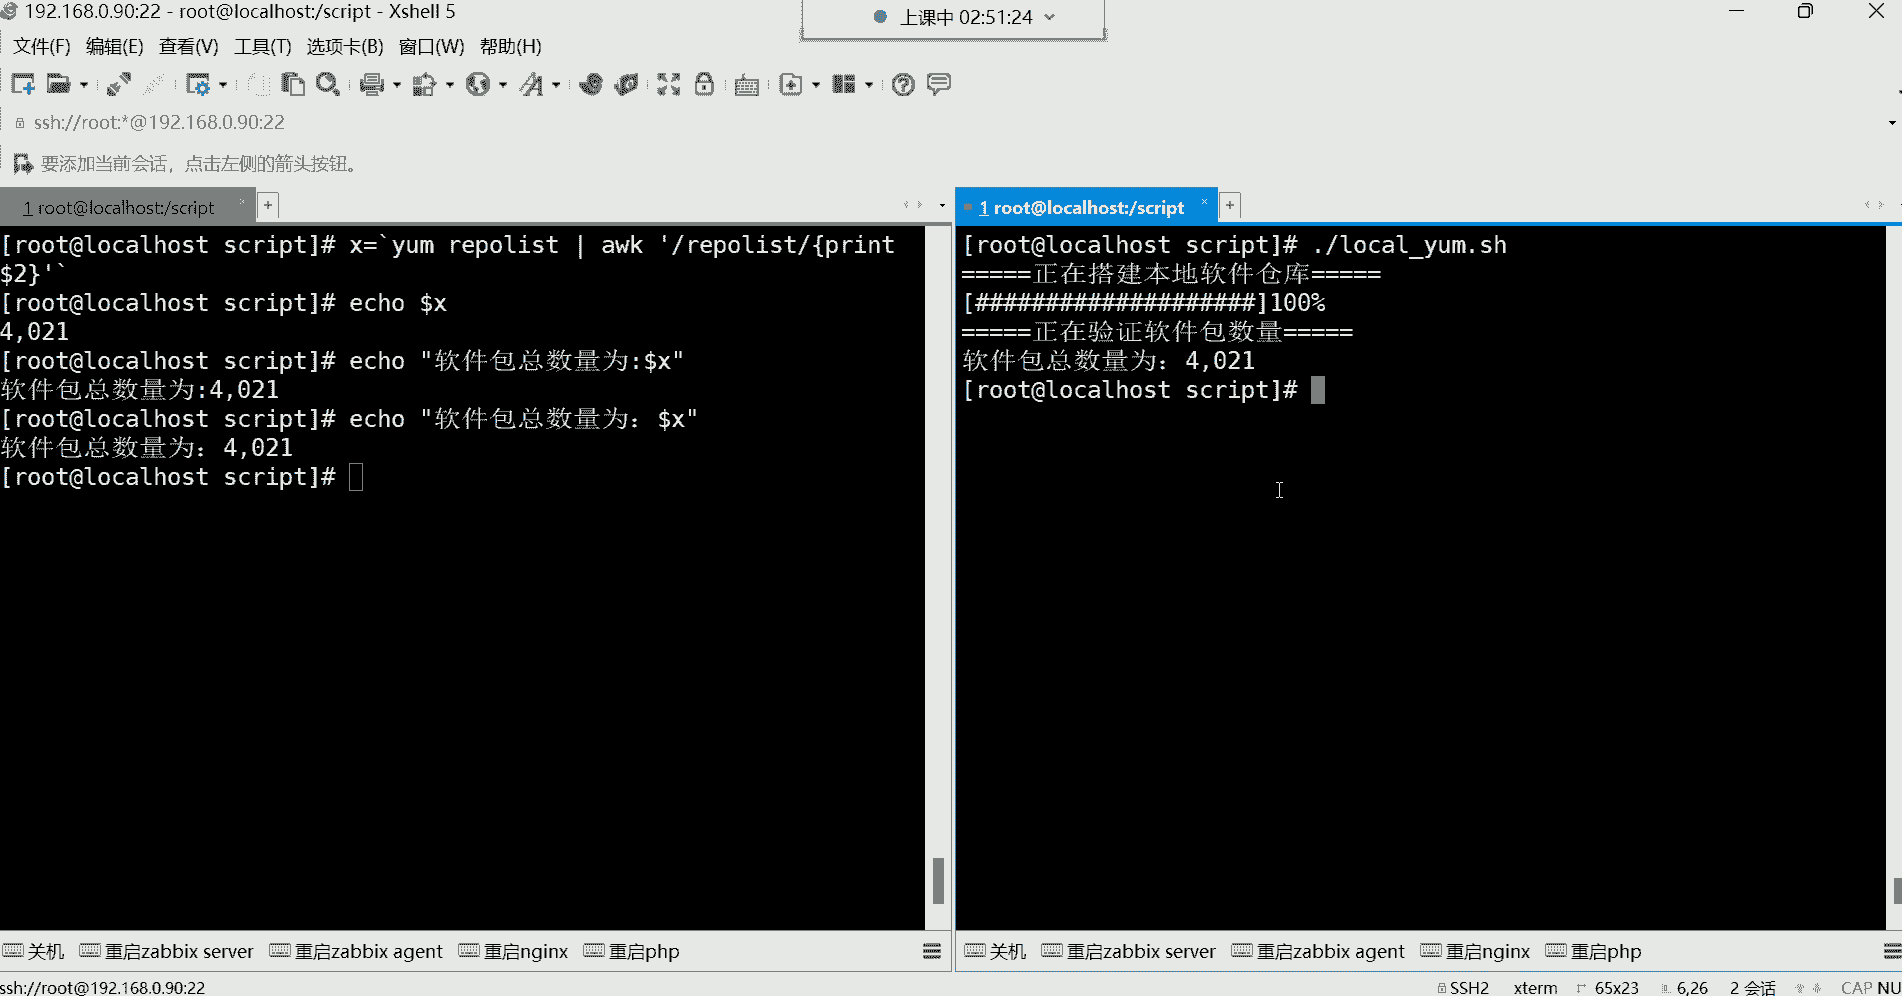 192.168.0.90:22 - root@localhost:/script - Xshell 5
上课中 02:51:24
文件(F) 编辑(E) 查看(V) 工具(T) 选项卡(B) 窗口(W) 帮助(H)
ssh://root:*@192.168.0.90:22
要添加当前会话，点击左侧的箭头按钮。
1 root@localhost:/script
[root@localhost script]# x=`yum repolist | awk '/repolist/{print
$2}'`
[root@localhost script]# echo $x
4,021
[root@localhost script]# echo "软件包总数量为:$x"
软件包总数量为:4,021
[root@localhost script]# echo "软件包总数量为：$x"
软件包总数量为：4,021
[root@localhost script]#
1 root@localhost:/script
[root@localhost script]# ./local_yum.sh
=====正在搭建本地软件仓库=====
[####################]100%
=====正在验证软件包数量=====
软件包总数量为：4,021
[root@localhost script]#
关机 重启zabbix server 重启zabbix agent 重启nginx 重启php
关机 重启zabbix server 重启zabbix agent 重启nginx 重启php
ssh://root@192.168.0.90:22
SSH2 xterm 65x23 6,26 2 会话 CAP NU